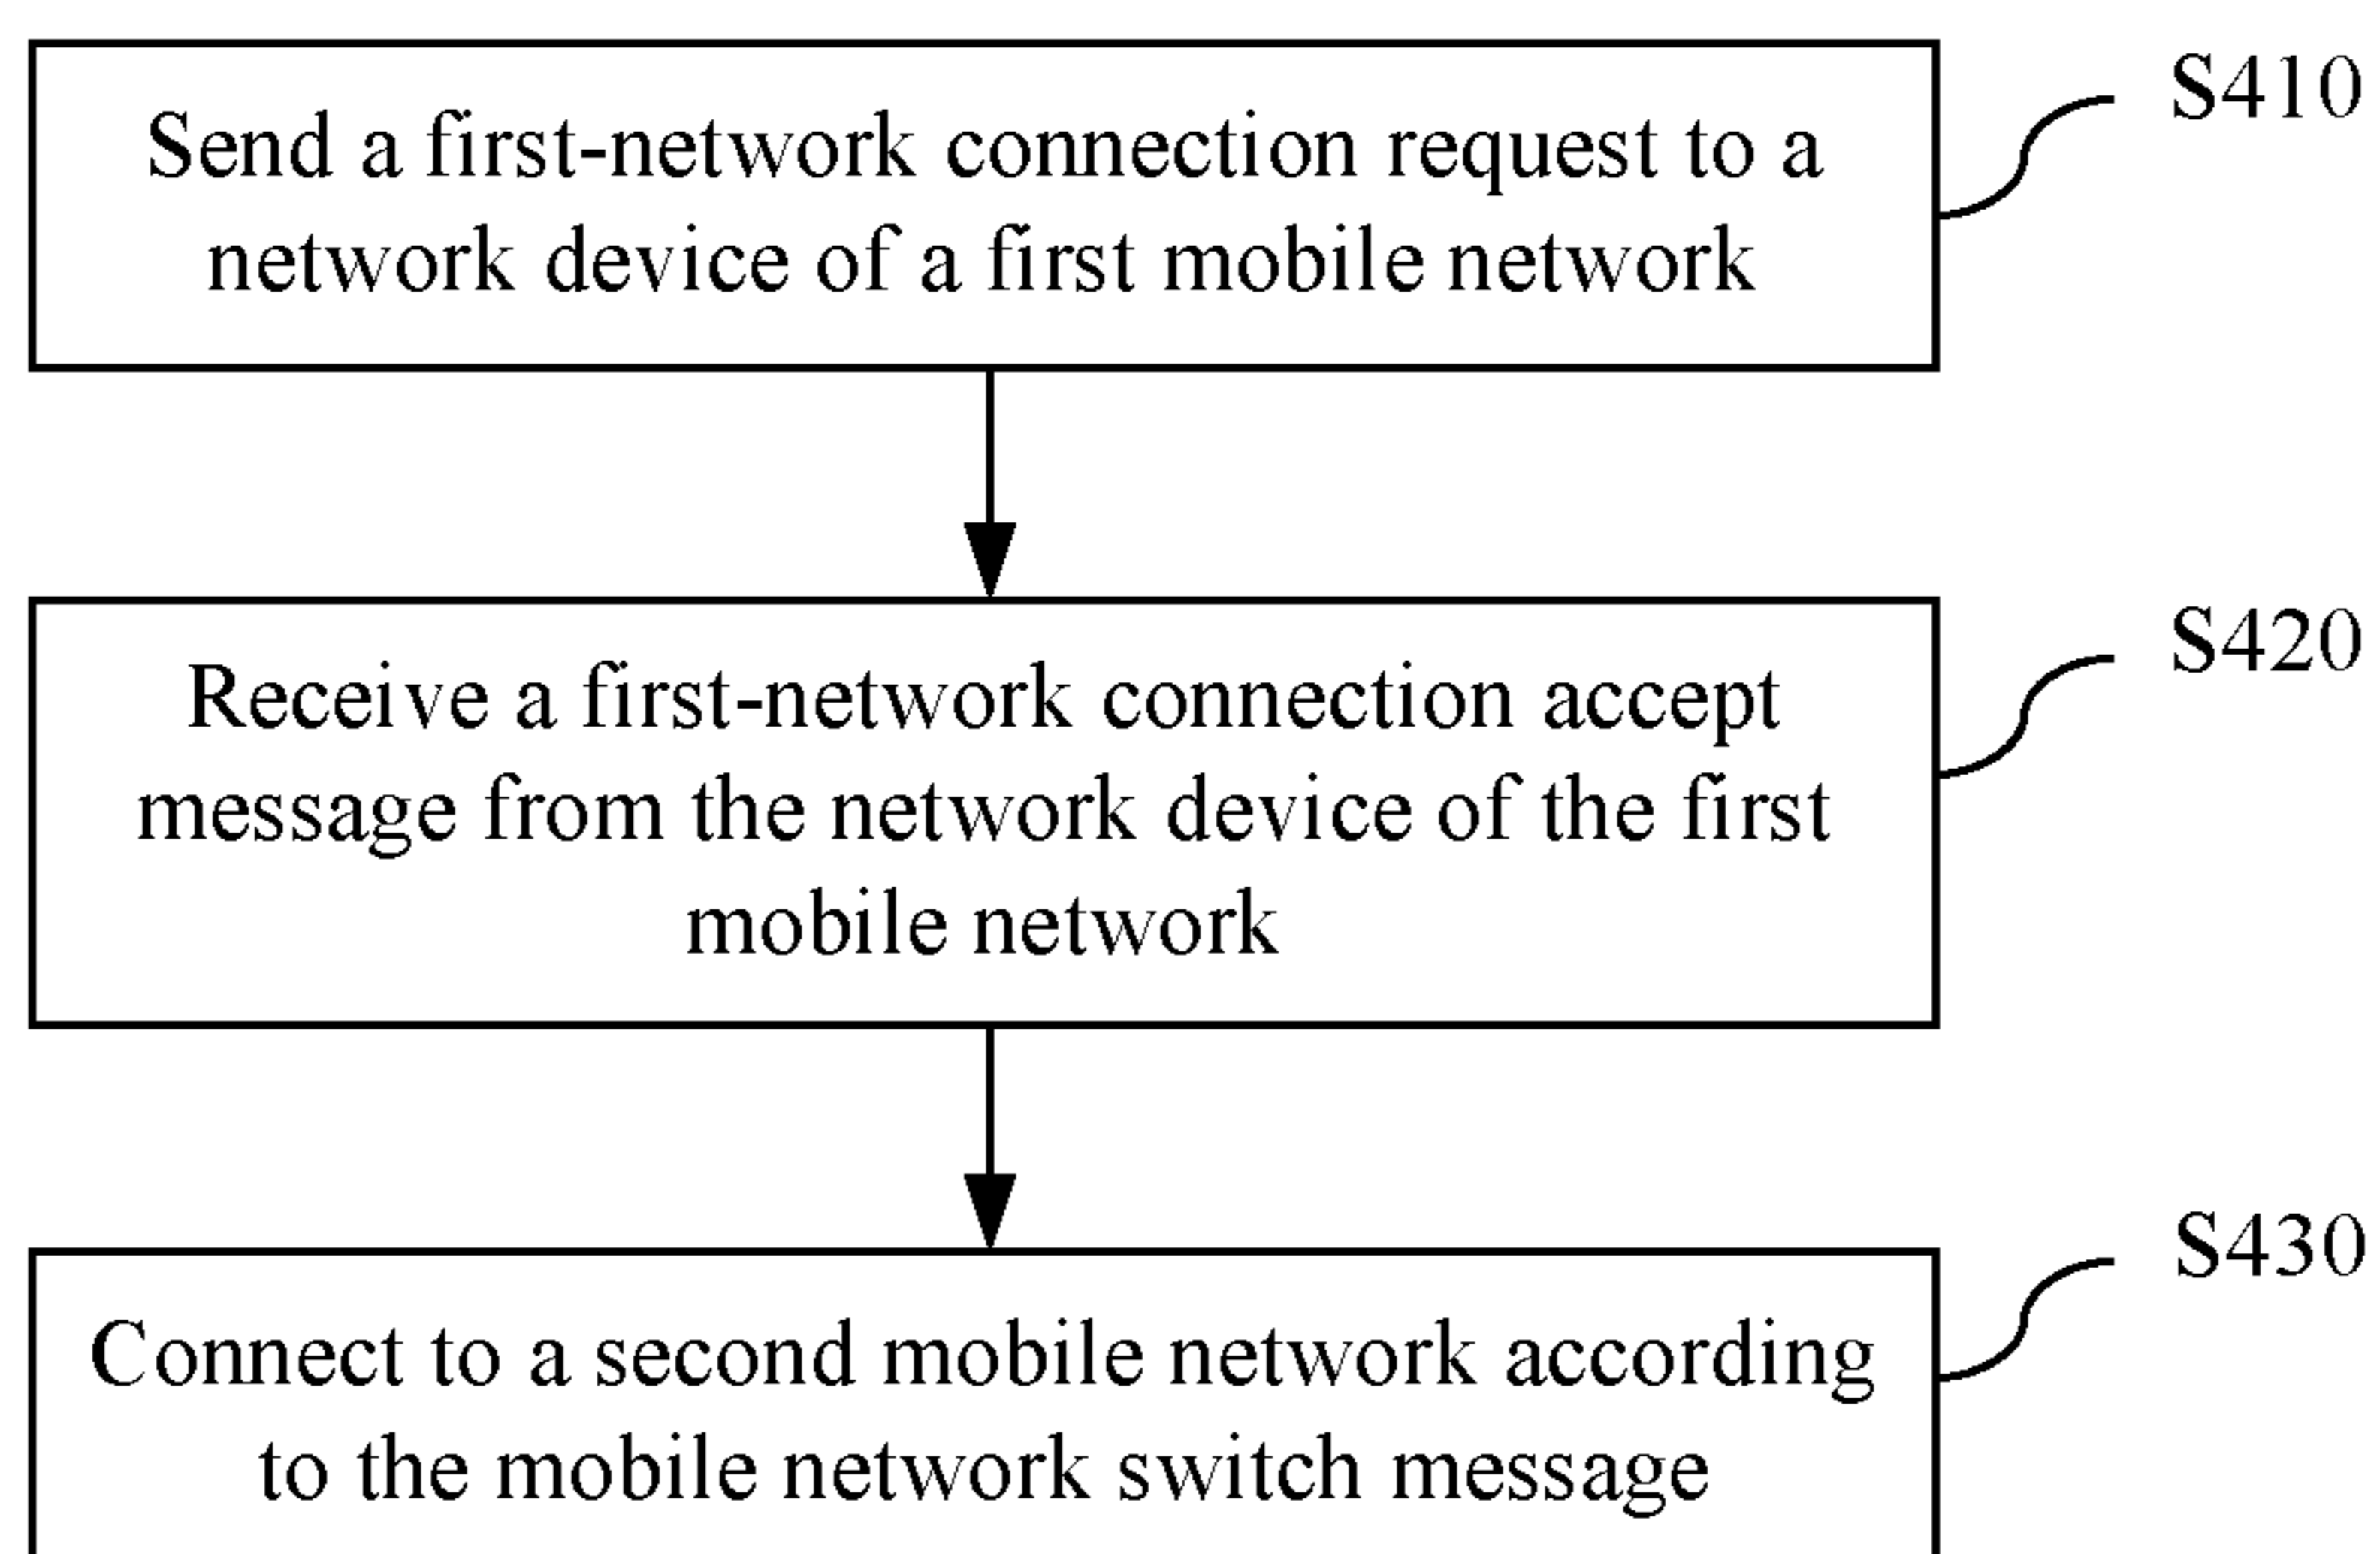 Send a first-network connection request to a
network device of a first mobile network
S410
Receive a first-network connection accept
message from the network device of the first
mobile network
S420
Connect to a second mobile network according
to the mobile network switch message
S430